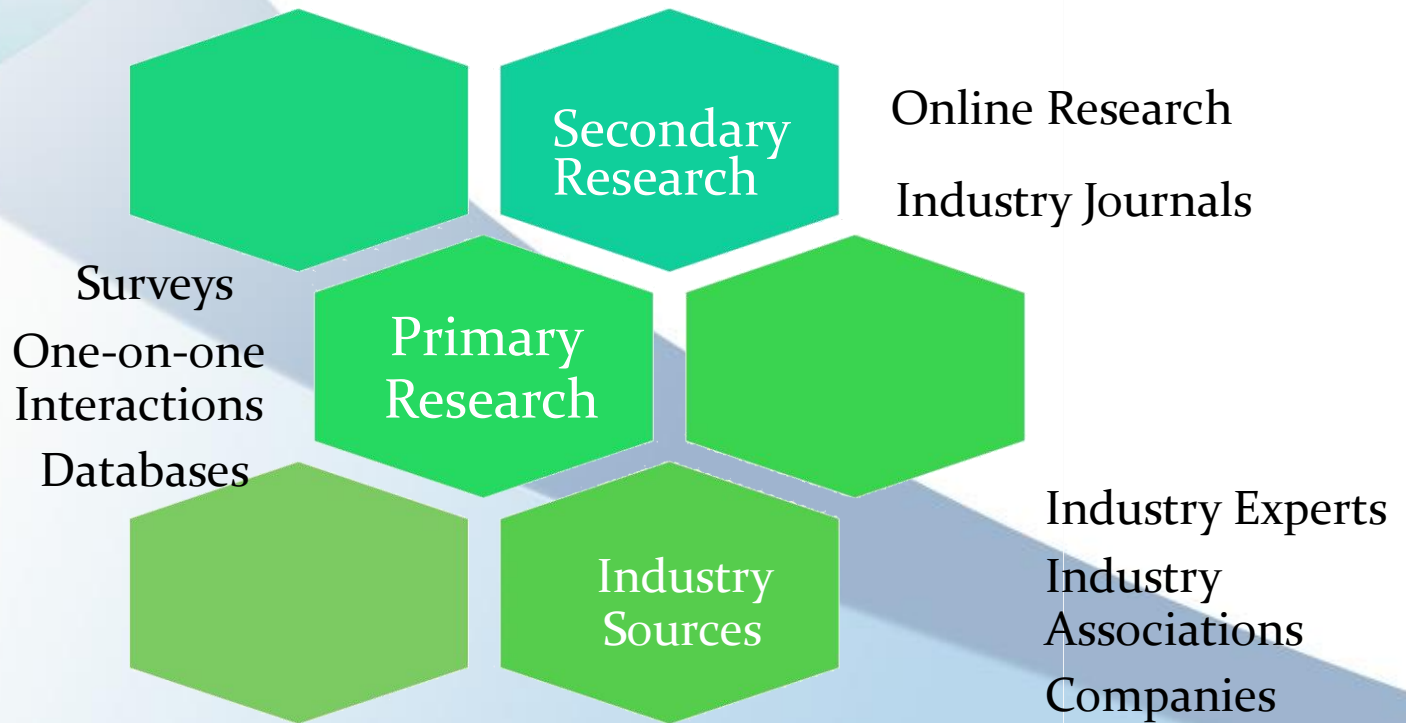 Secondary
Research
Online Research
Industry Journals
Surveys
One-on-one
Interactions
Databases
Primary
Research
Industry
Sources
Industry Experts
Industry
Associations
Companies